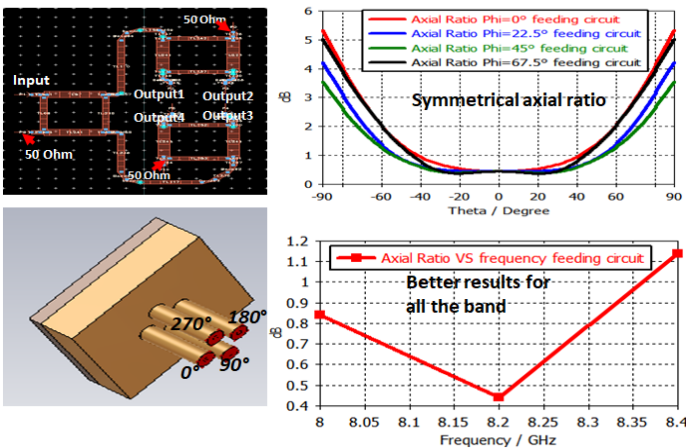 50 Ohm
Input
Output1
Output2
Output4
Output3
50 Ohm
50 Ohm
dB
6
5
4
3
2
1
0
Axial Ratio Phi=0º feeding circuit
Axial Ratio Phi=22.5º feeding circuit
Axial Ratio Phi=45º feeding circuit
Axial Ratio Phi=67.5º feeding circuit
Symmetrical axial ratio
-90
-60
-40
-20
0
20
40
60
90
Theta / Degree
270°
180°
0°
90°
dB
1.2
1.1
1
0.9
0.8
0.7
0.6
0.5
0.4
Axial Ratio VS frequency feeding circuit
Better results for
all the band
8
8.05
8.1
8.15
8.2
8.25
8.3
8.35
8.4
Frequency / GHz